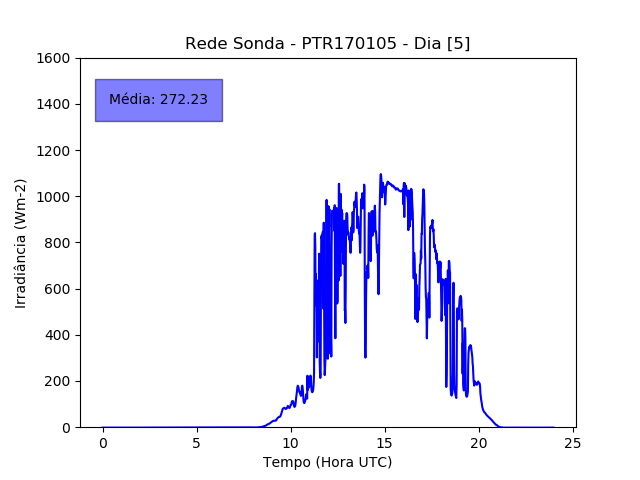 Rede Sonda - PTR170105 - Dia [5]
1600
1400
1200
1000
800
600
400
200
0
Média: 272.23
Irradiância (Wm-2)
0 5 10 15 20 25
Tempo (Hora UTC)